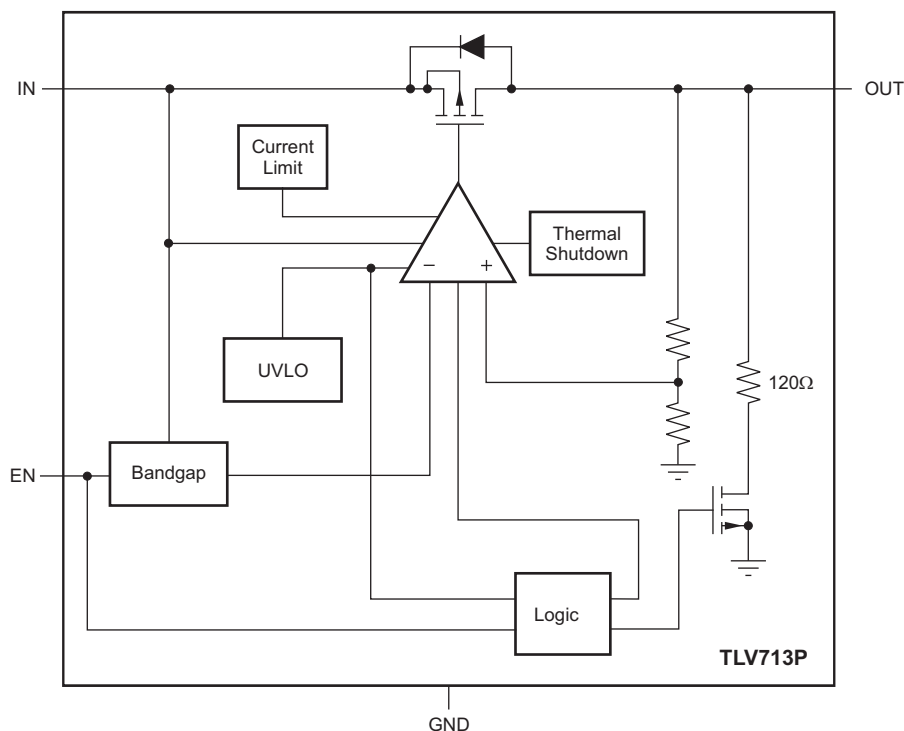 IN
OUT
Current
Limit
Thermal
Shutdown
−
+
UVLO
120Ω
EN
Bandgap
Logic
TLV713P
GND